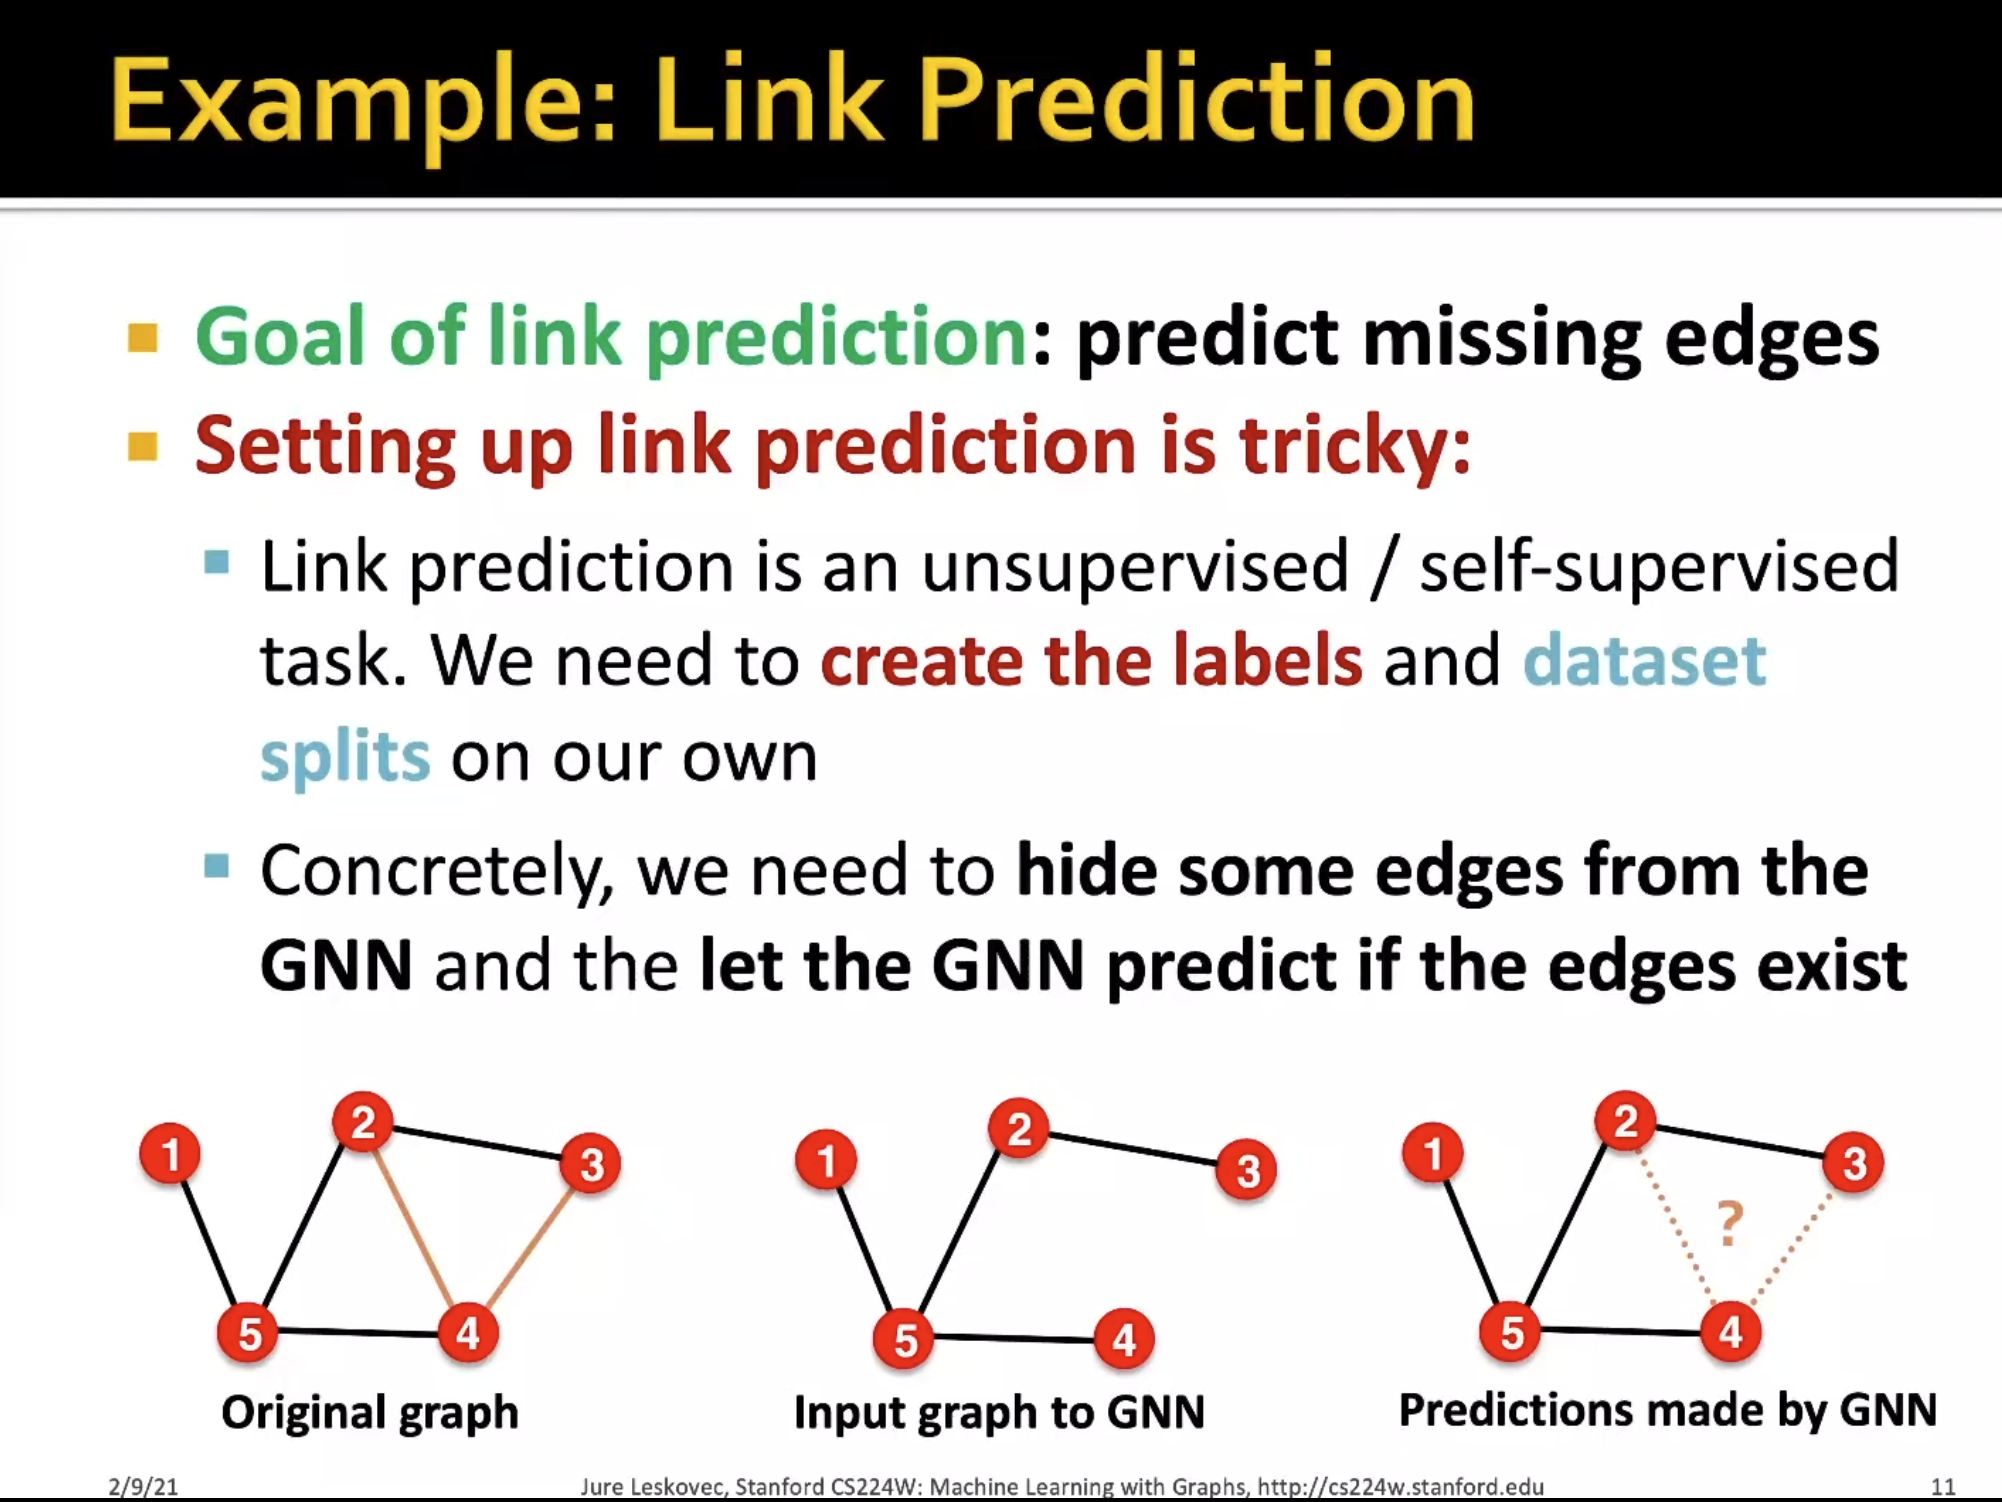 Example: Link Prediction
Goal of link prediction: predict missing edges
Setting up link prediction is tricky:
Link prediction is an unsupervised / self-supervised
task. We need to create the labels and dataset
splits on our own
Concretely, we need to hide some edges from the
GNN and the let the GNN predict if the edges exist
1
2
3
5
4
Original graph
1
2
3
5
4
Input graph to GNN
1
2
3
?
5
4
Predictions made by GNN
2/9/21
Jure Leskovec, Stanford CS224W: Machine Learning with Graphs, http://cs224w.stanford.edu
11